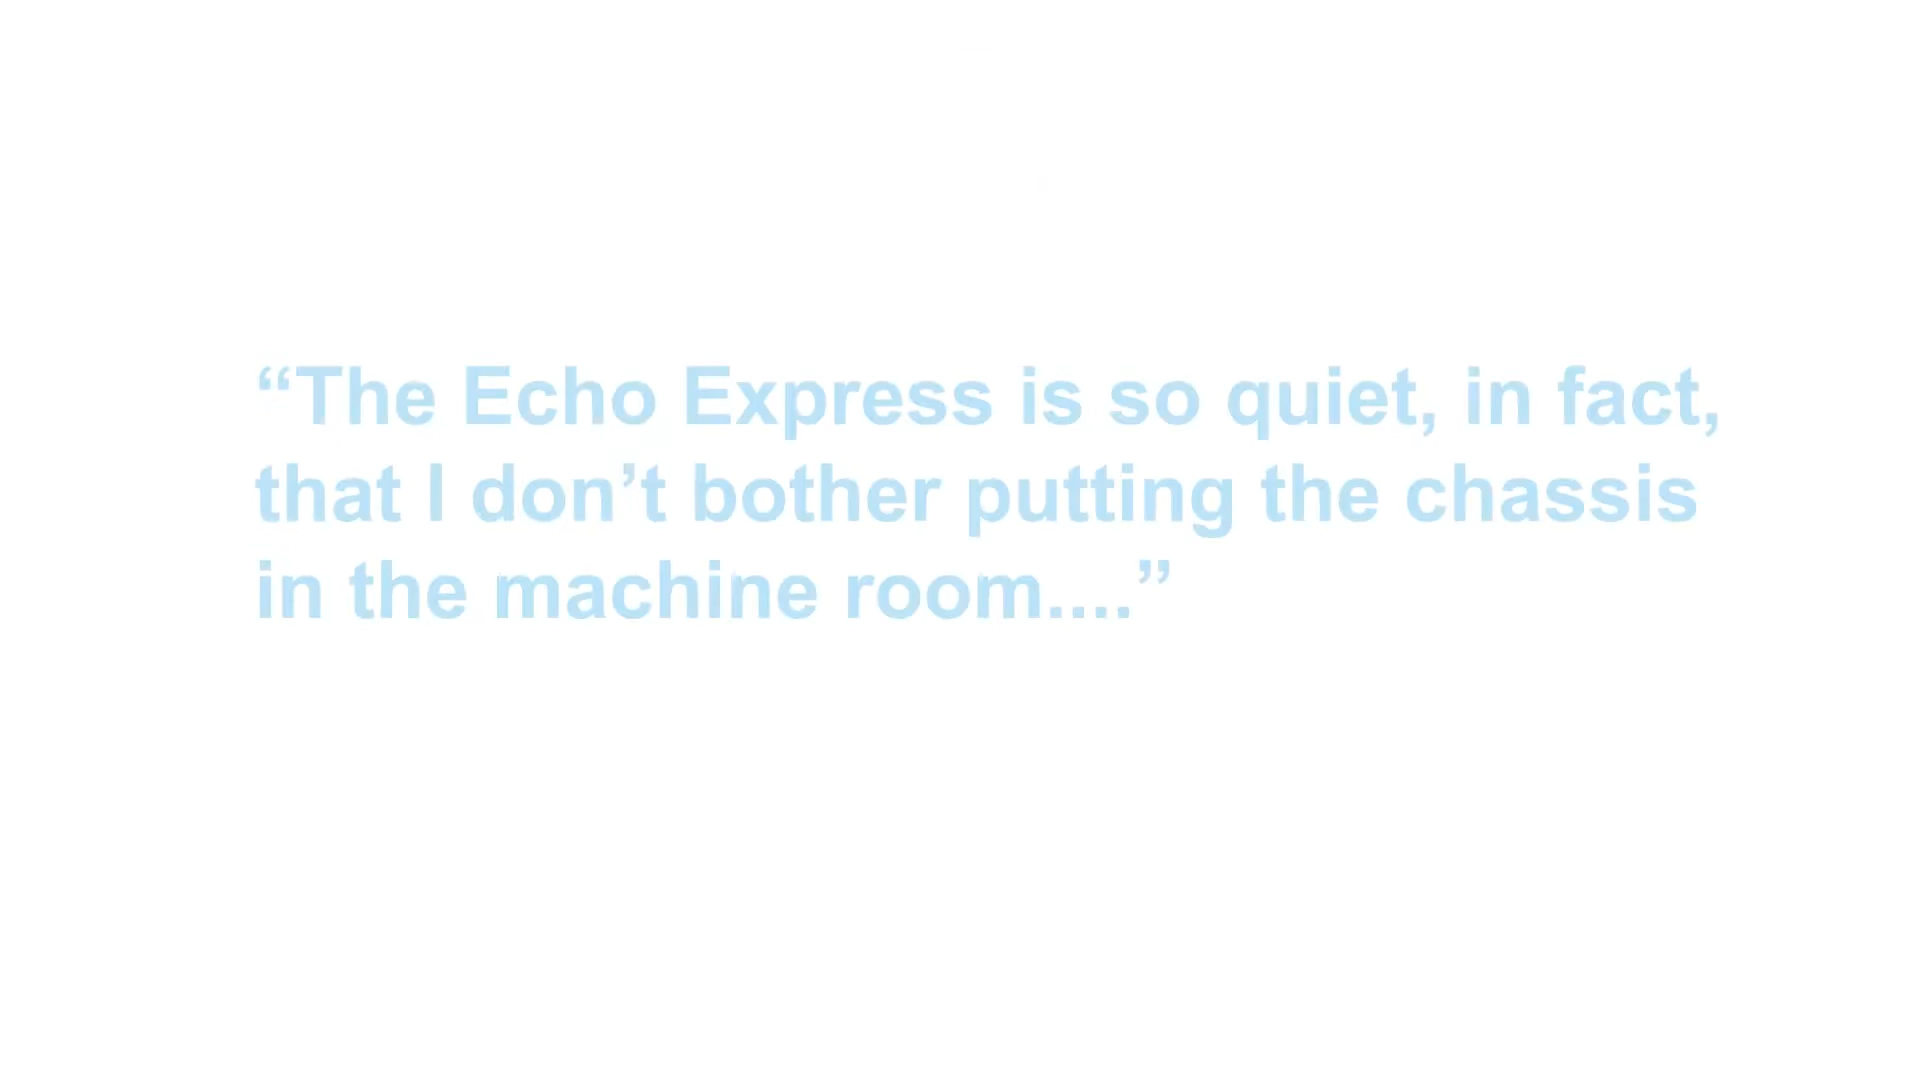 “The Echo Express is so quiet, in fact,
that I don’t bother putting the chassis
in the machine room....”